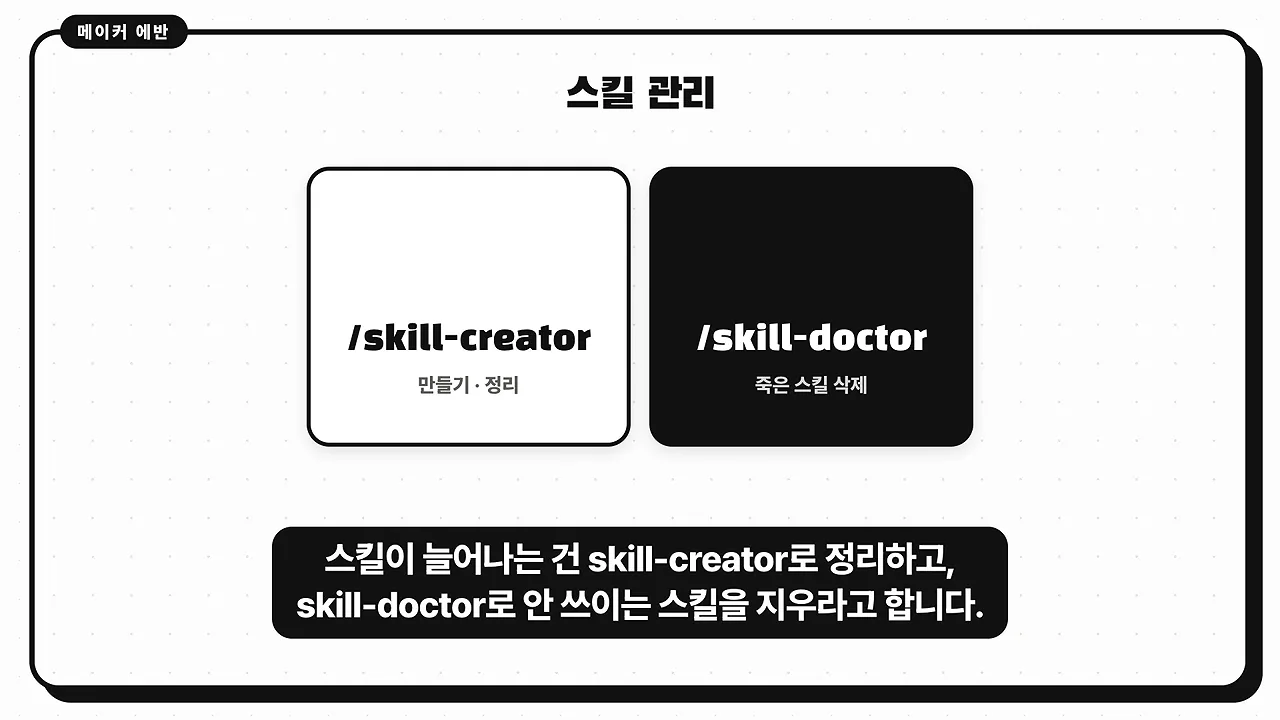 메이커 에반
스킬 관리
/skill-creator
만들기 · 정리
/skill-doctor
죽은 스킬 삭제
스킬이 늘어나는 건 skill-creator로 정리하고,
skill-doctor로 안 쓰이는 스킬을 지우라고 합니다.